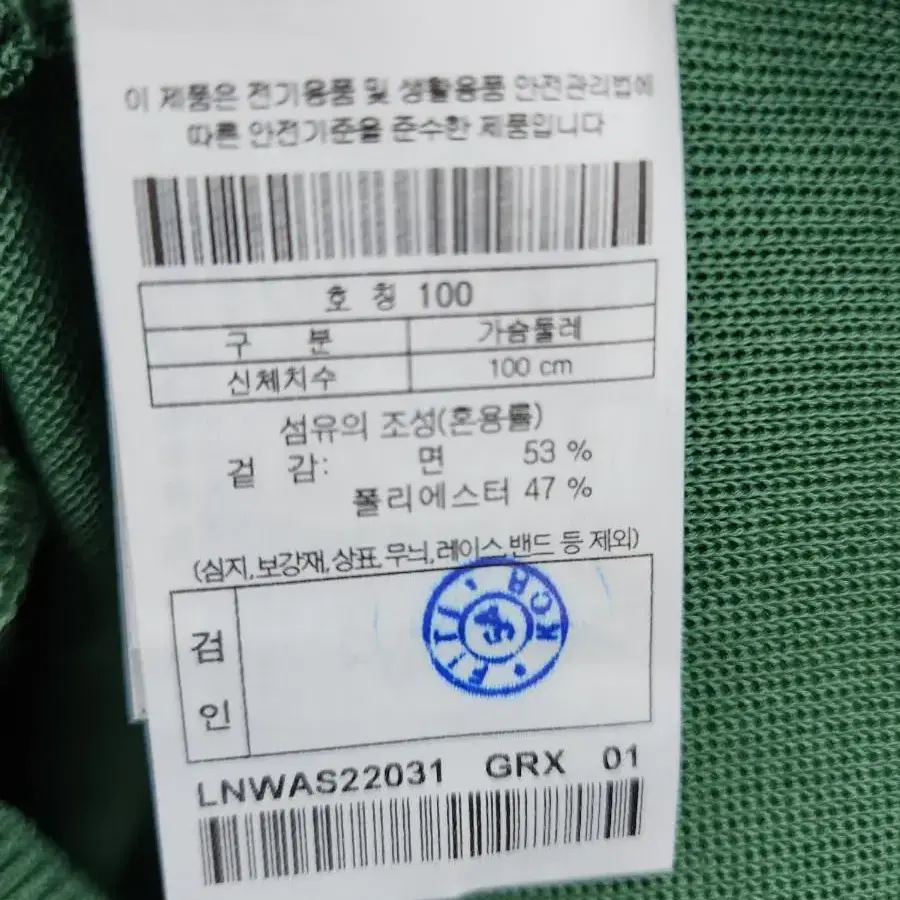 이 제품은 전기용품 및 생활용품 안전관리법에
따른 안전기준을 준수한 제품입니다
호 칭 100
구 분 가슴둘레
신체치수 100 cm
섬유의 조성(혼용률)
겉 감: 면 53 %
폴리에스터 47 %
(심지,보강재,상표,무늬,레이스,밴드 등 제외)
검
인
FITI · KCA ·
LNWAS22031 GRX 01